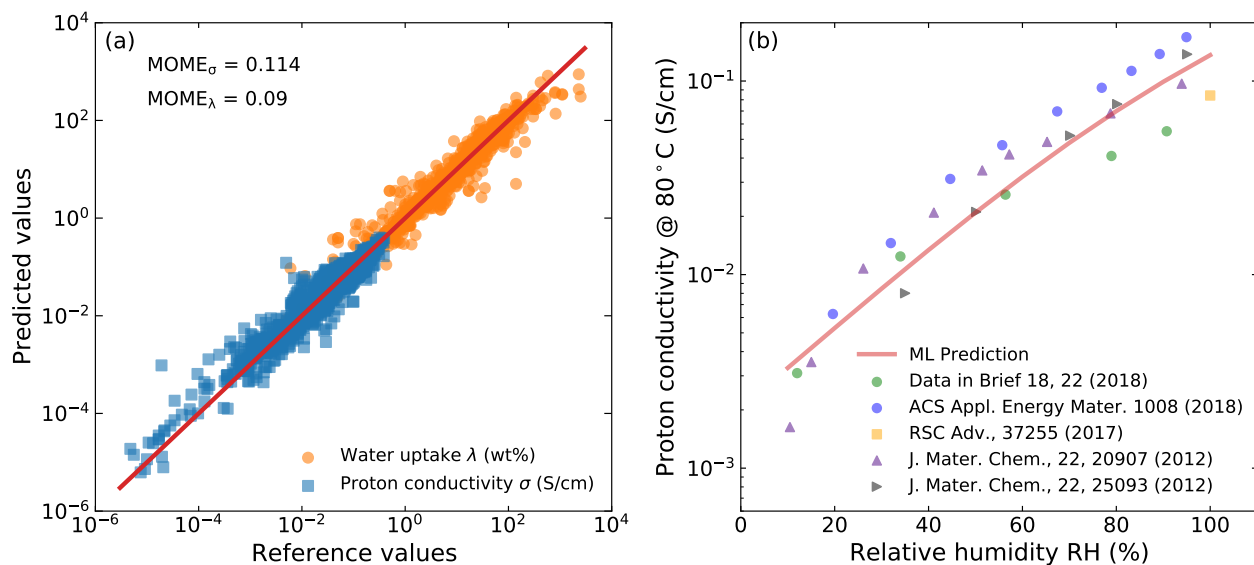 (a)
MOME_σ = 0.114
MOME_λ = 0.09
Predicted values
10^4
10^2
10^0
10^−2
10^−4
10^−6
Water uptake λ (wt%)
Proton conductivity σ (S/cm)
10^−6 10^−4 10^−2 10^0 10^2 10^4
Reference values
(b)
Proton conductivity @ 80°C (S/cm)
10^−1
10^−2
10^−3
ML Prediction
Data in Brief 18, 22 (2018)
ACS Appl. Energy Mater. 1008 (2018)
RSC Adv., 37255 (2017)
J. Mater. Chem., 22, 20907 (2012)
J. Mater. Chem., 22, 25093 (2012)
0 20 40 60 80 100
Relative humidity RH (%)